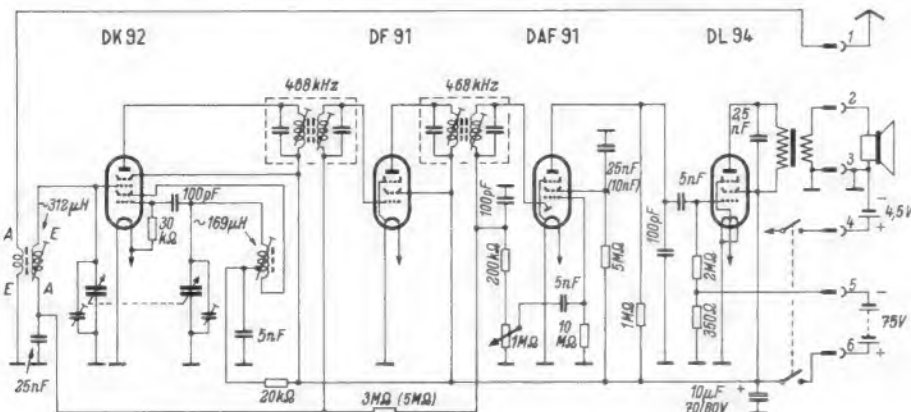 DK 92
DF 91
DAF 91
DL 94
1
468 kHz
468 kHz
2,5
nF
2
3
~312µH
A
E
E
A
30
kΩ
100pF
~169µH
5nF
25nF
20kΩ
3MΩ (5MΩ)
100pF
200kΩ
1MΩ
5nF
10
MΩ
25nF
(10nF)
5MΩ
1MΩ
100pF
5nF
2MΩ
350Ω
−
4,5V
4
+
5
−
75V
6
+
10µF
70/80V
+